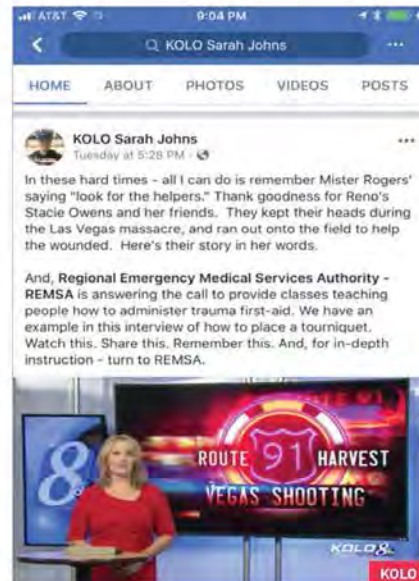 AT&T 9:04 PM
KOLO Sarah Johns
HOME ABOUT PHOTOS VIDEOS POSTS
KOLO Sarah Johns
Tuesday at 5:28 PM
In these hard times - all I can do is remember Mister Rogers'
saying "look for the helpers." Thank goodness for Reno's
Stacie Owens and her friends. They kept their heads during
the Las Vegas massacre, and ran out onto the field to help
the wounded. Here's their story in her words.
And, Regional Emergency Medical Services Authority -
REMSA is answering the call to provide classes teaching
people how to administer trauma first-aid. We have an
example in this interview of how to place a tourniquet.
Watch this. Share this. Remember this. And, for in-depth
instruction - turn to REMSA.
8
ROUTE 91 HARVEST
VEGAS SHOOTING
KOLO 8
KOLO